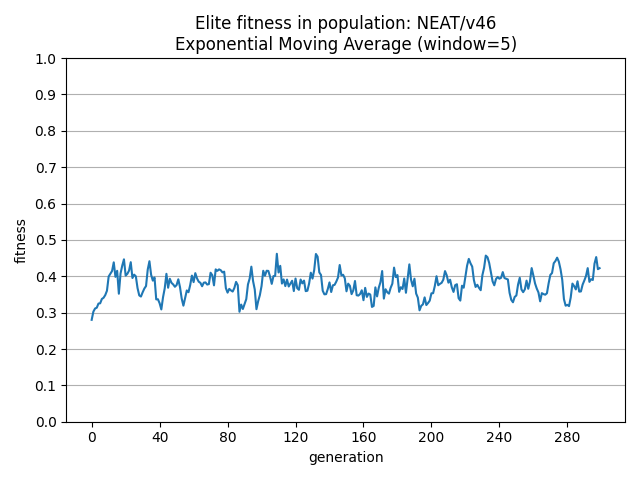 Elite fitness in population: NEAT/v46
Exponential Moving Average (window=5)
1.0
0.9
0.8
0.7
0.6
0.5
0.4
0.3
0.2
0.1
0.0
fitness
0 40 80 120 160 200 240 280
generation